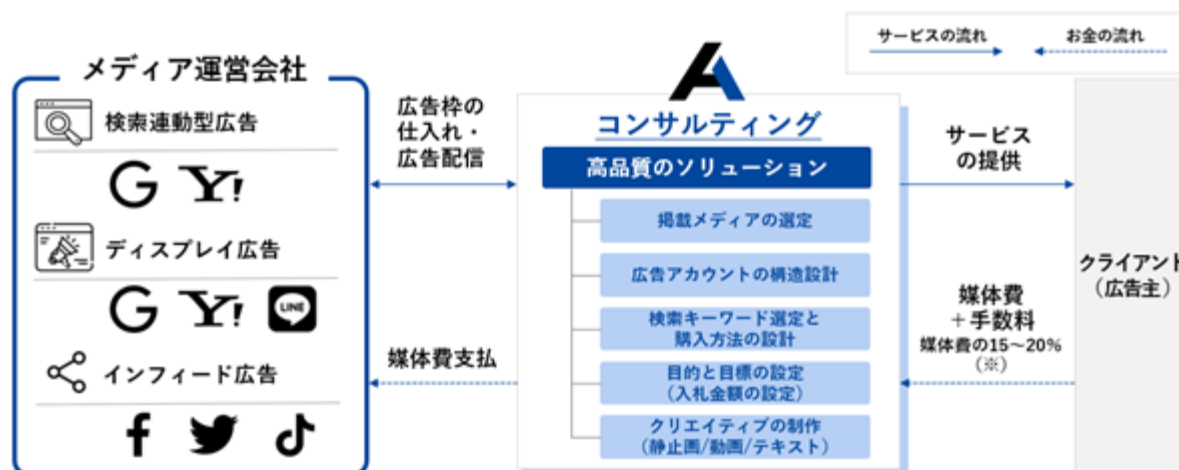 サービスの流れ
お金の流れ
メディア運営会社
検索連動型広告
G Y!
ディスプレイ広告
G Y! LINE
インフィード広告
広告枠の
仕入れ・
広告配信
媒体費支払
A
コンサルティング
高品質のソリューション
掲載メディアの選定
広告アカウントの構造設計
検索キーワード選定と
購入方法の設計
目的と目標の設定
(入札金額の設定)
クリエイティブの制作
(静止画/動画/テキスト)
サービス
の提供
媒体費
＋手数料
媒体費の15〜20%
(※)
クライアント
(広告主)